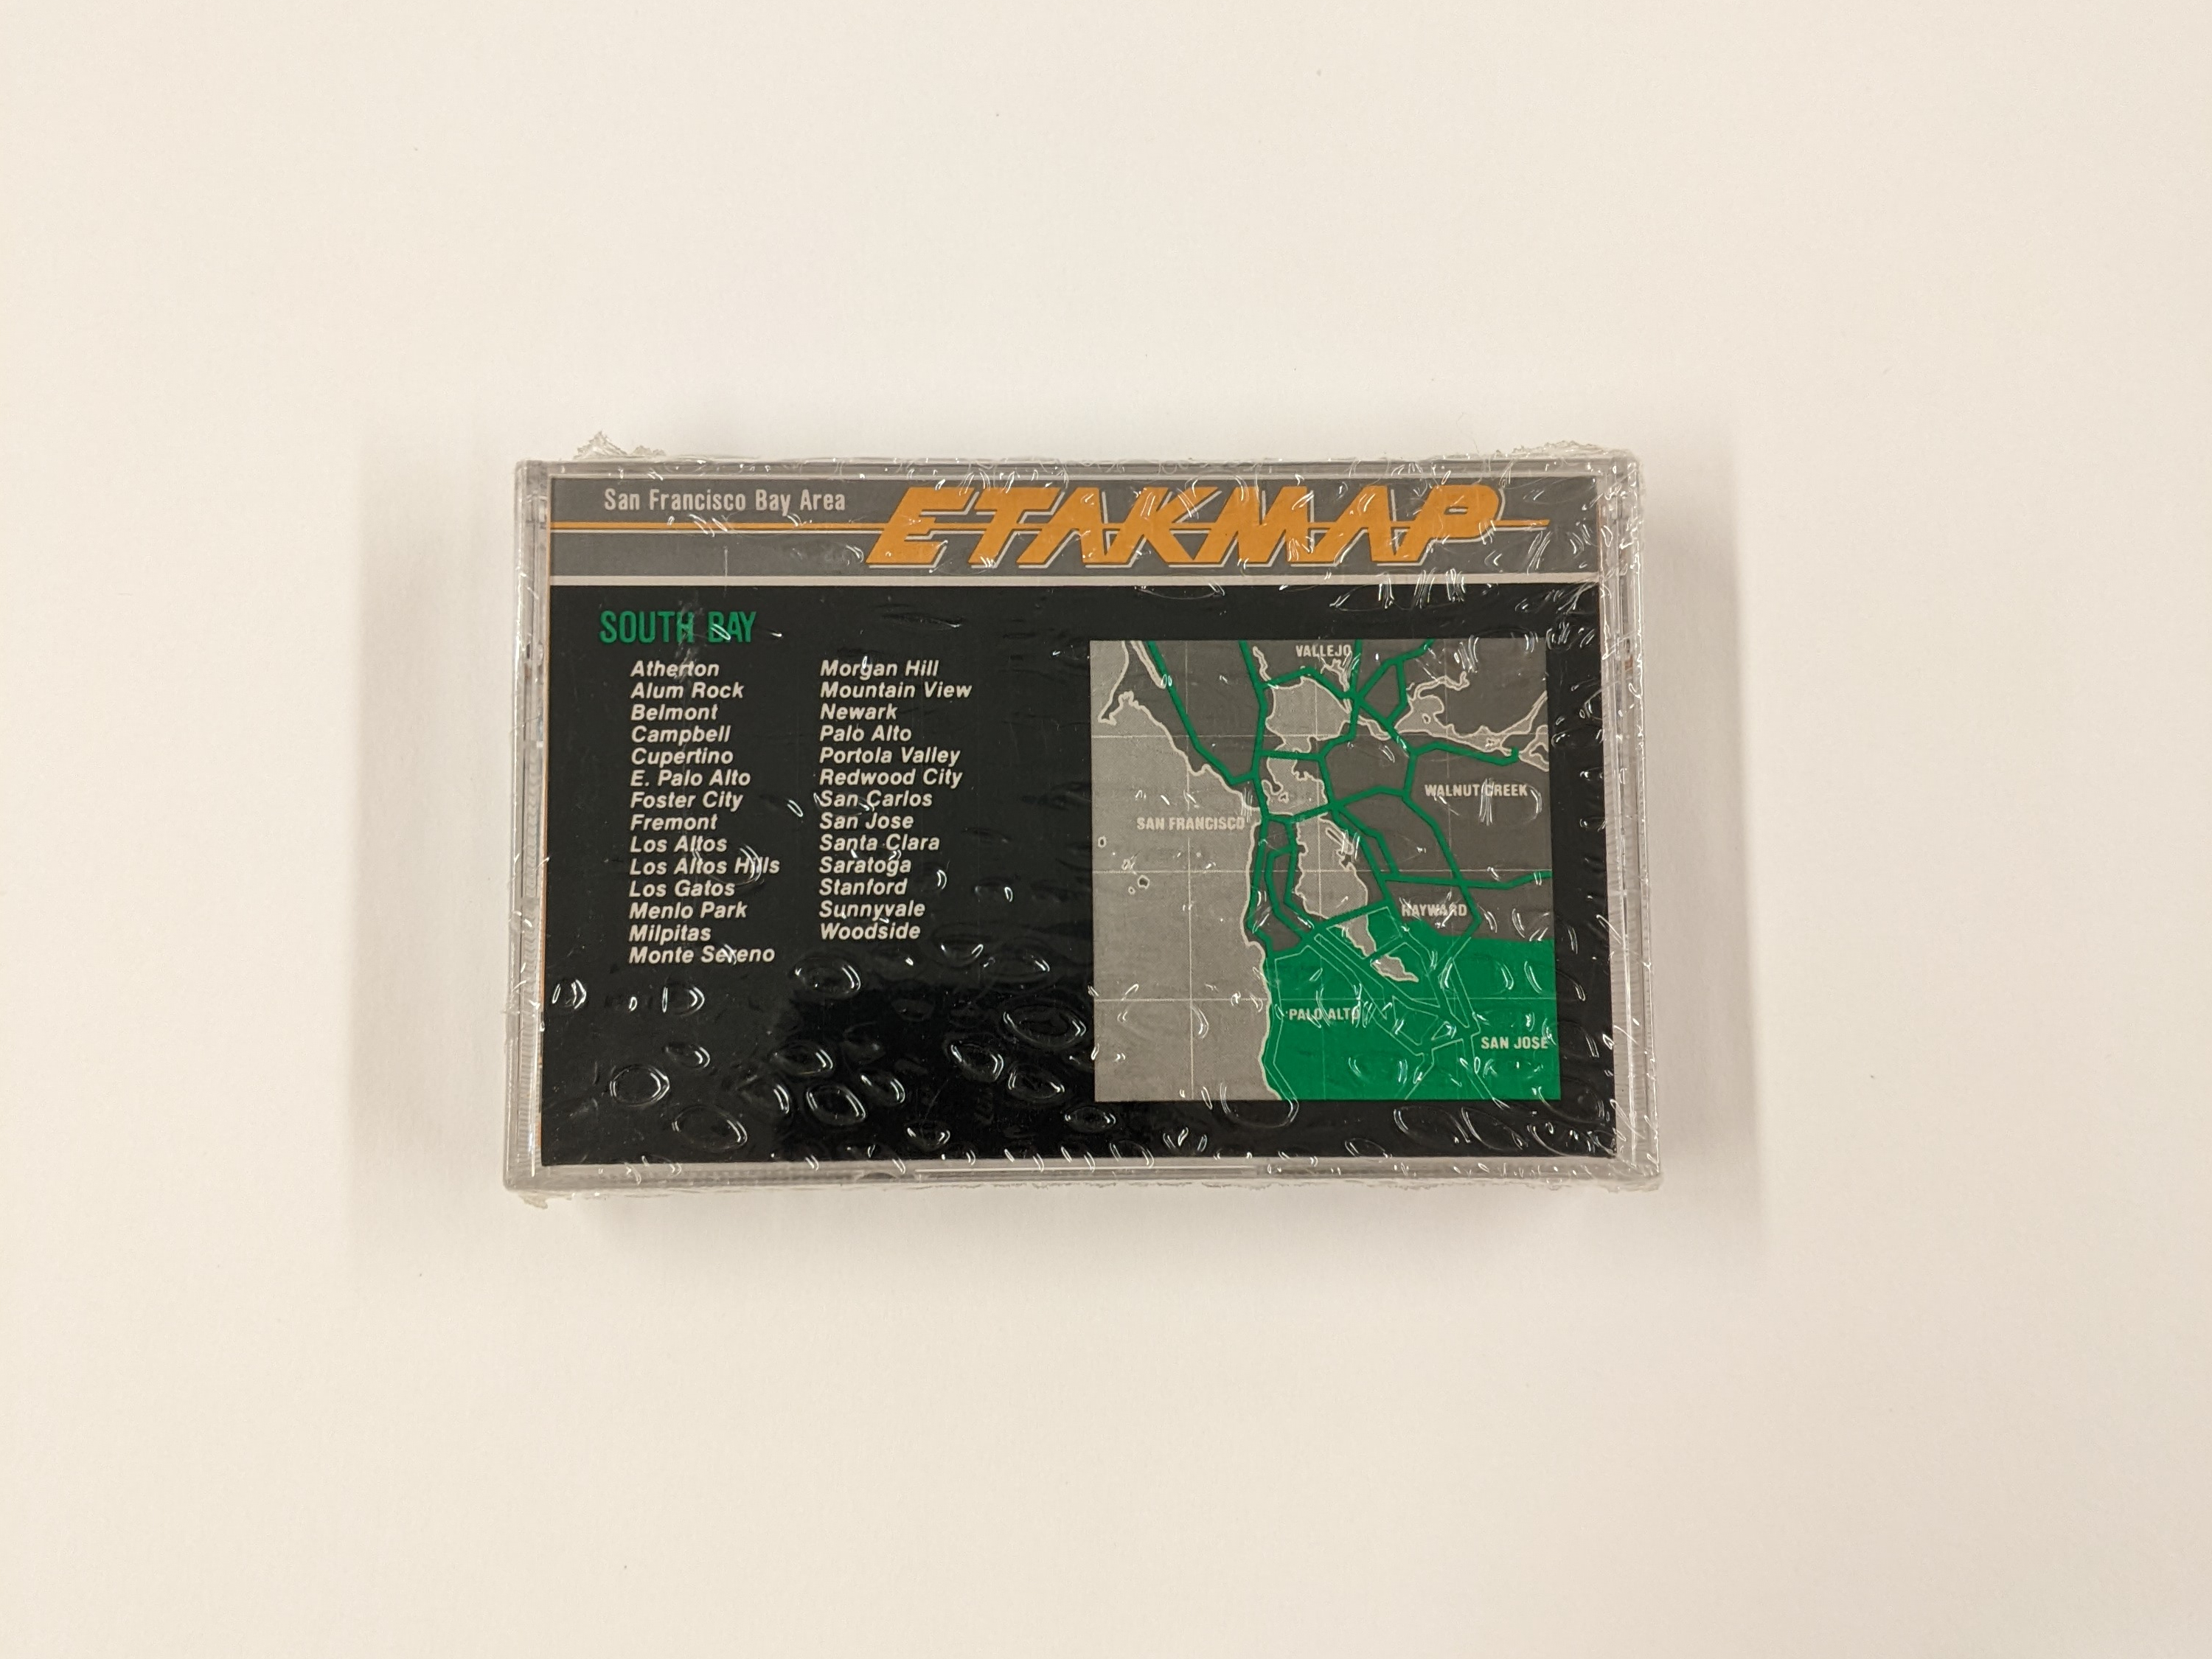 San Francisco Bay Area
ETAKMAP
SOUTH BAY
Atherton
Alum Rock
Belmont
Campbell
Cupertino
E. Palo Alto
Foster City
Fremont
Los Altos
Los Altos Hills
Los Gatos
Menlo Park
Milpitas
Monte Sereno
Morgan Hill
Mountain View
Newark
Palo Alto
Portola Valley
Redwood City
San Carlos
San Jose
Santa Clara
Saratoga
Stanford
Sunnyvale
Woodside
VALLEJO
WALNUT CREEK
SAN FRANCISCO
HAYWARD
PALO ALTO
SAN JOSE